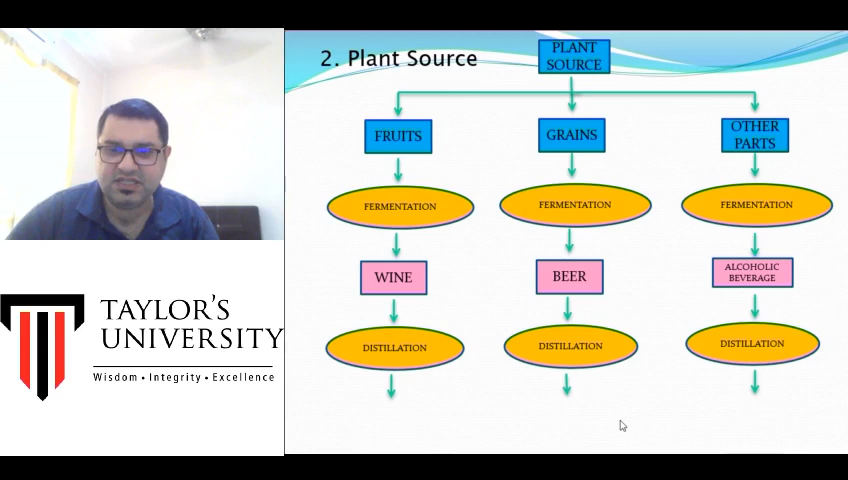 2. Plant Source
PLANT
SOURCE
FRUITS
GRAINS
OTHER
PARTS
FERMENTATION
FERMENTATION
FERMENTATION
WINE
BEER
ALCOHOLIC
BEVERAGE
DISTILLATION
DISTILLATION
DISTILLATION
TAYLOR'S
UNIVERSITY
Wisdom • Integrity • Excellence